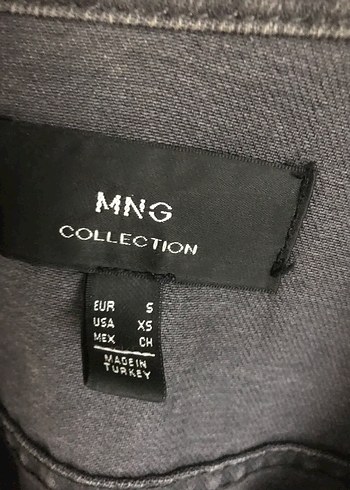 MNG
COLLECTION
EUR S
USA XS
MEX CH
MADE IN
TURKEY